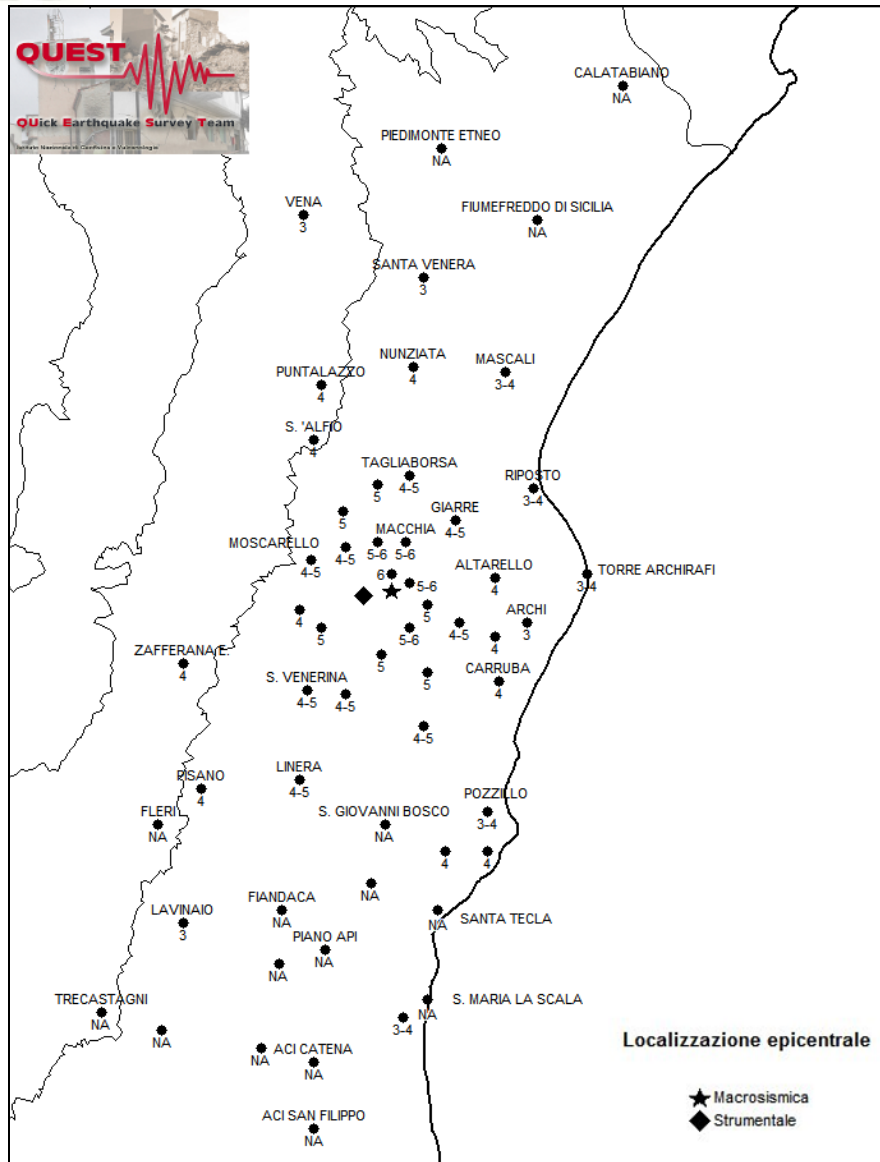 QUEST
QUick Earthquake Survey Team
Istituto Nazionale di Geofisica e Vulcanologia
CALATABIANO
NA
PIEDIMONTE ETNEO
NA
VENA
3
FIUMEFREDDO DI SICILIA
NA
SANTA VENERA
3
NUNZIATA
4
MASCALI
3-4
PUNTALAZZO
4
S. 'ALFIO
4
TAGLIABORSA
4-5
5
RIPOSTO
3-4
5
GIARRE
4-5
MACCHIA
5-6
5-6
MOSCARELLO
4-5
4-5
6
5-6
ALTARELLO
4
TORRE ARCHIRAFI
3-4
4
5
5
5-6
4-5
4
ARCHI
3
ZAFFERANA E.
4
5
5
CARRUBA
4
S. VENERINA
4-5
4-5
4-5
LINERA
4-5
PISANO
4
FLERI
NA
S. GIOVANNI BOSCO
NA
POZZILLO
3-4
4
4
NA
FIANDACA
NA
LAVINAIO
3
SANTA TECLA
NA
PIANO API
NA
NA
TRECASTAGNI
NA
NA
S. MARIA LA SCALA
NA
3-4
NA
ACI CATENA
NA
ACI SAN FILIPPO
NA
Localizzazione epicentrale
Macrosismica
Strumentale